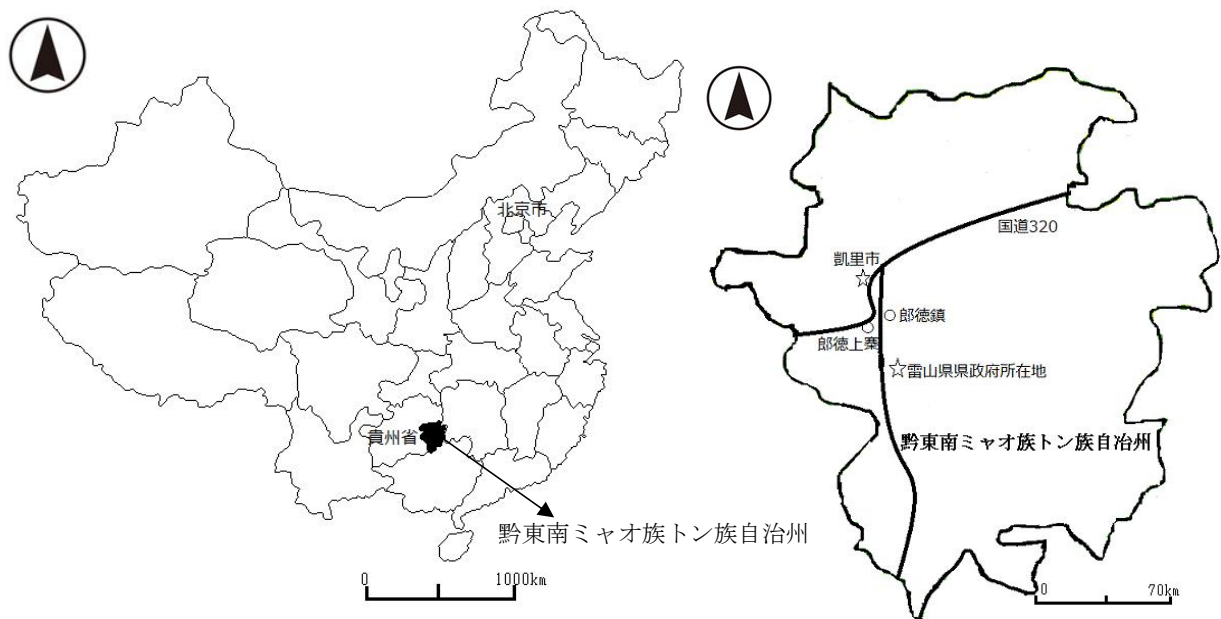 北京市
貴州省
黔東南ミャオ族トン族自治州
0 1000km
国道320
凱里市
郎徳鎮
郎徳上寨
雷山県県政府所在地
黔東南ミャオ族トン族自治州
0 70km